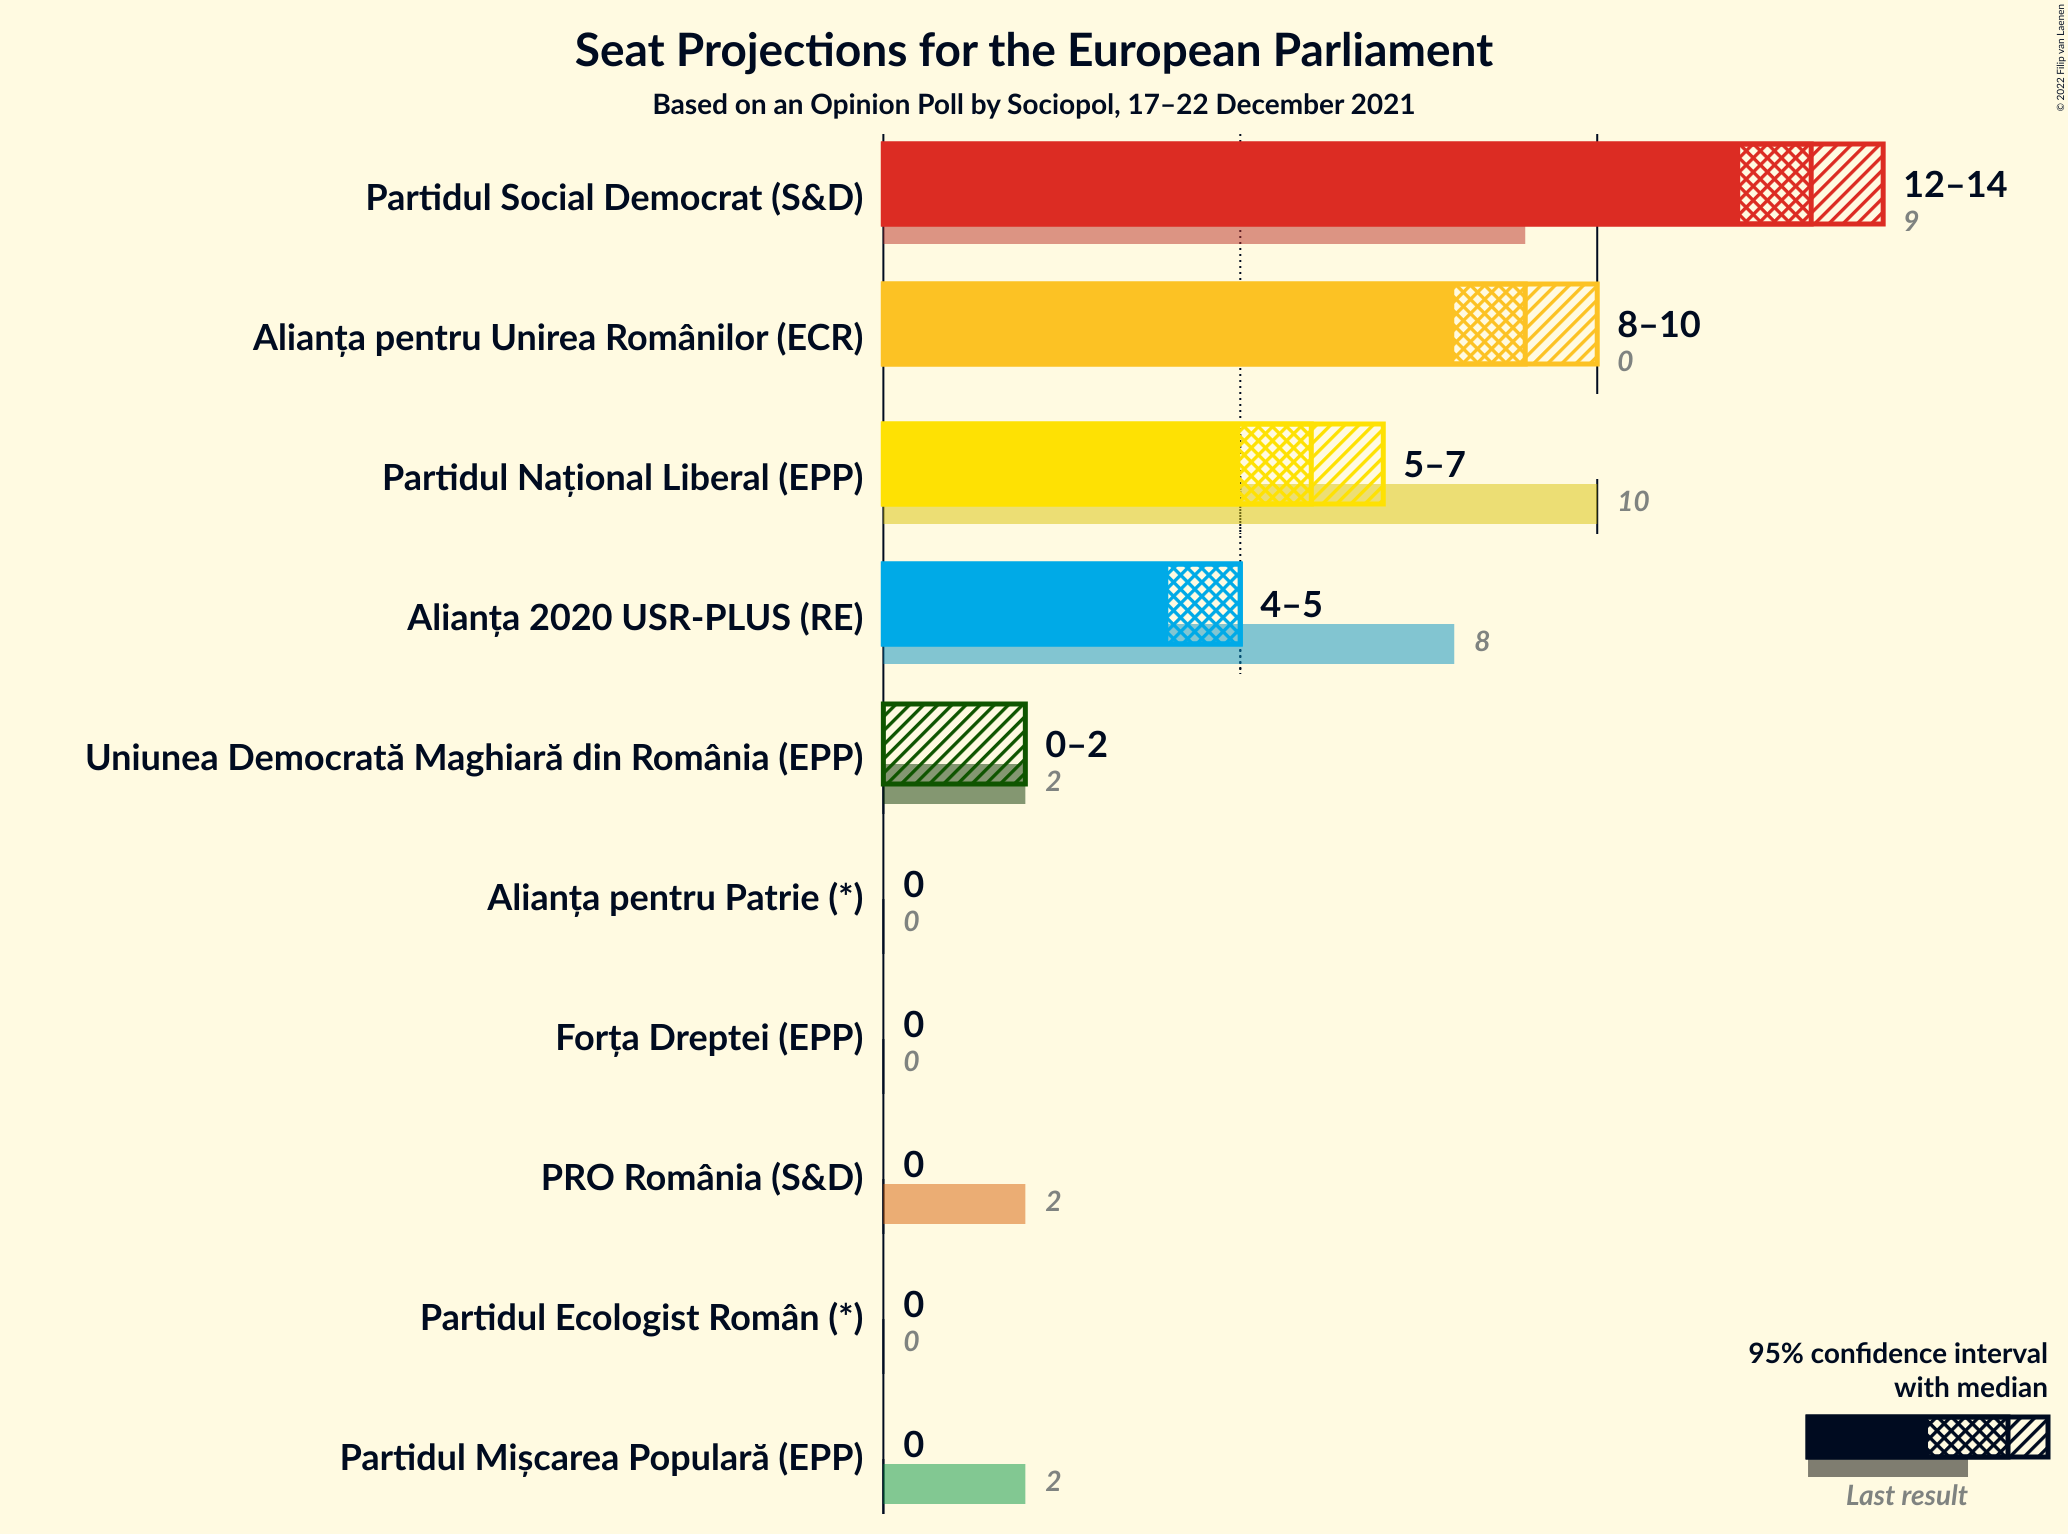 Seat Projections for the European Parliament
Based on an Opinion Poll by Sociopol, 17–22 December 2021
© 2022 Filip van Laenen
Partidul Social Democrat (S&D)
12–14
9
Alianța pentru Unirea Românilor (ECR)
8–10
0
Partidul Național Liberal (EPP)
5–7
10
Alianța 2020 USR-PLUS (RE)
4–5
8
Uniunea Democrată Maghiară din România (EPP)
0–2
2
Alianța pentru Patrie (*)
0
0
Forța Dreptei (EPP)
0
0
PRO România (S&D)
0
2
Partidul Ecologist Român (*)
0
0
Partidul Mișcarea Populară (EPP)
0
2
95% confidence interval
with median
Last result